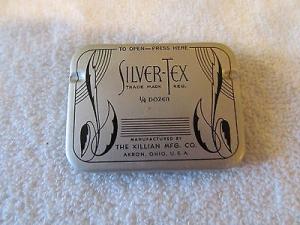 TO OPEN—PRESS HERE
SILVER-TEX
TRADE MARK REG.
1/4 DOZEN
MANUFACTURED BY
THE KILLIAN MFG. CO.
AKRON, OHIO, U.S.A.